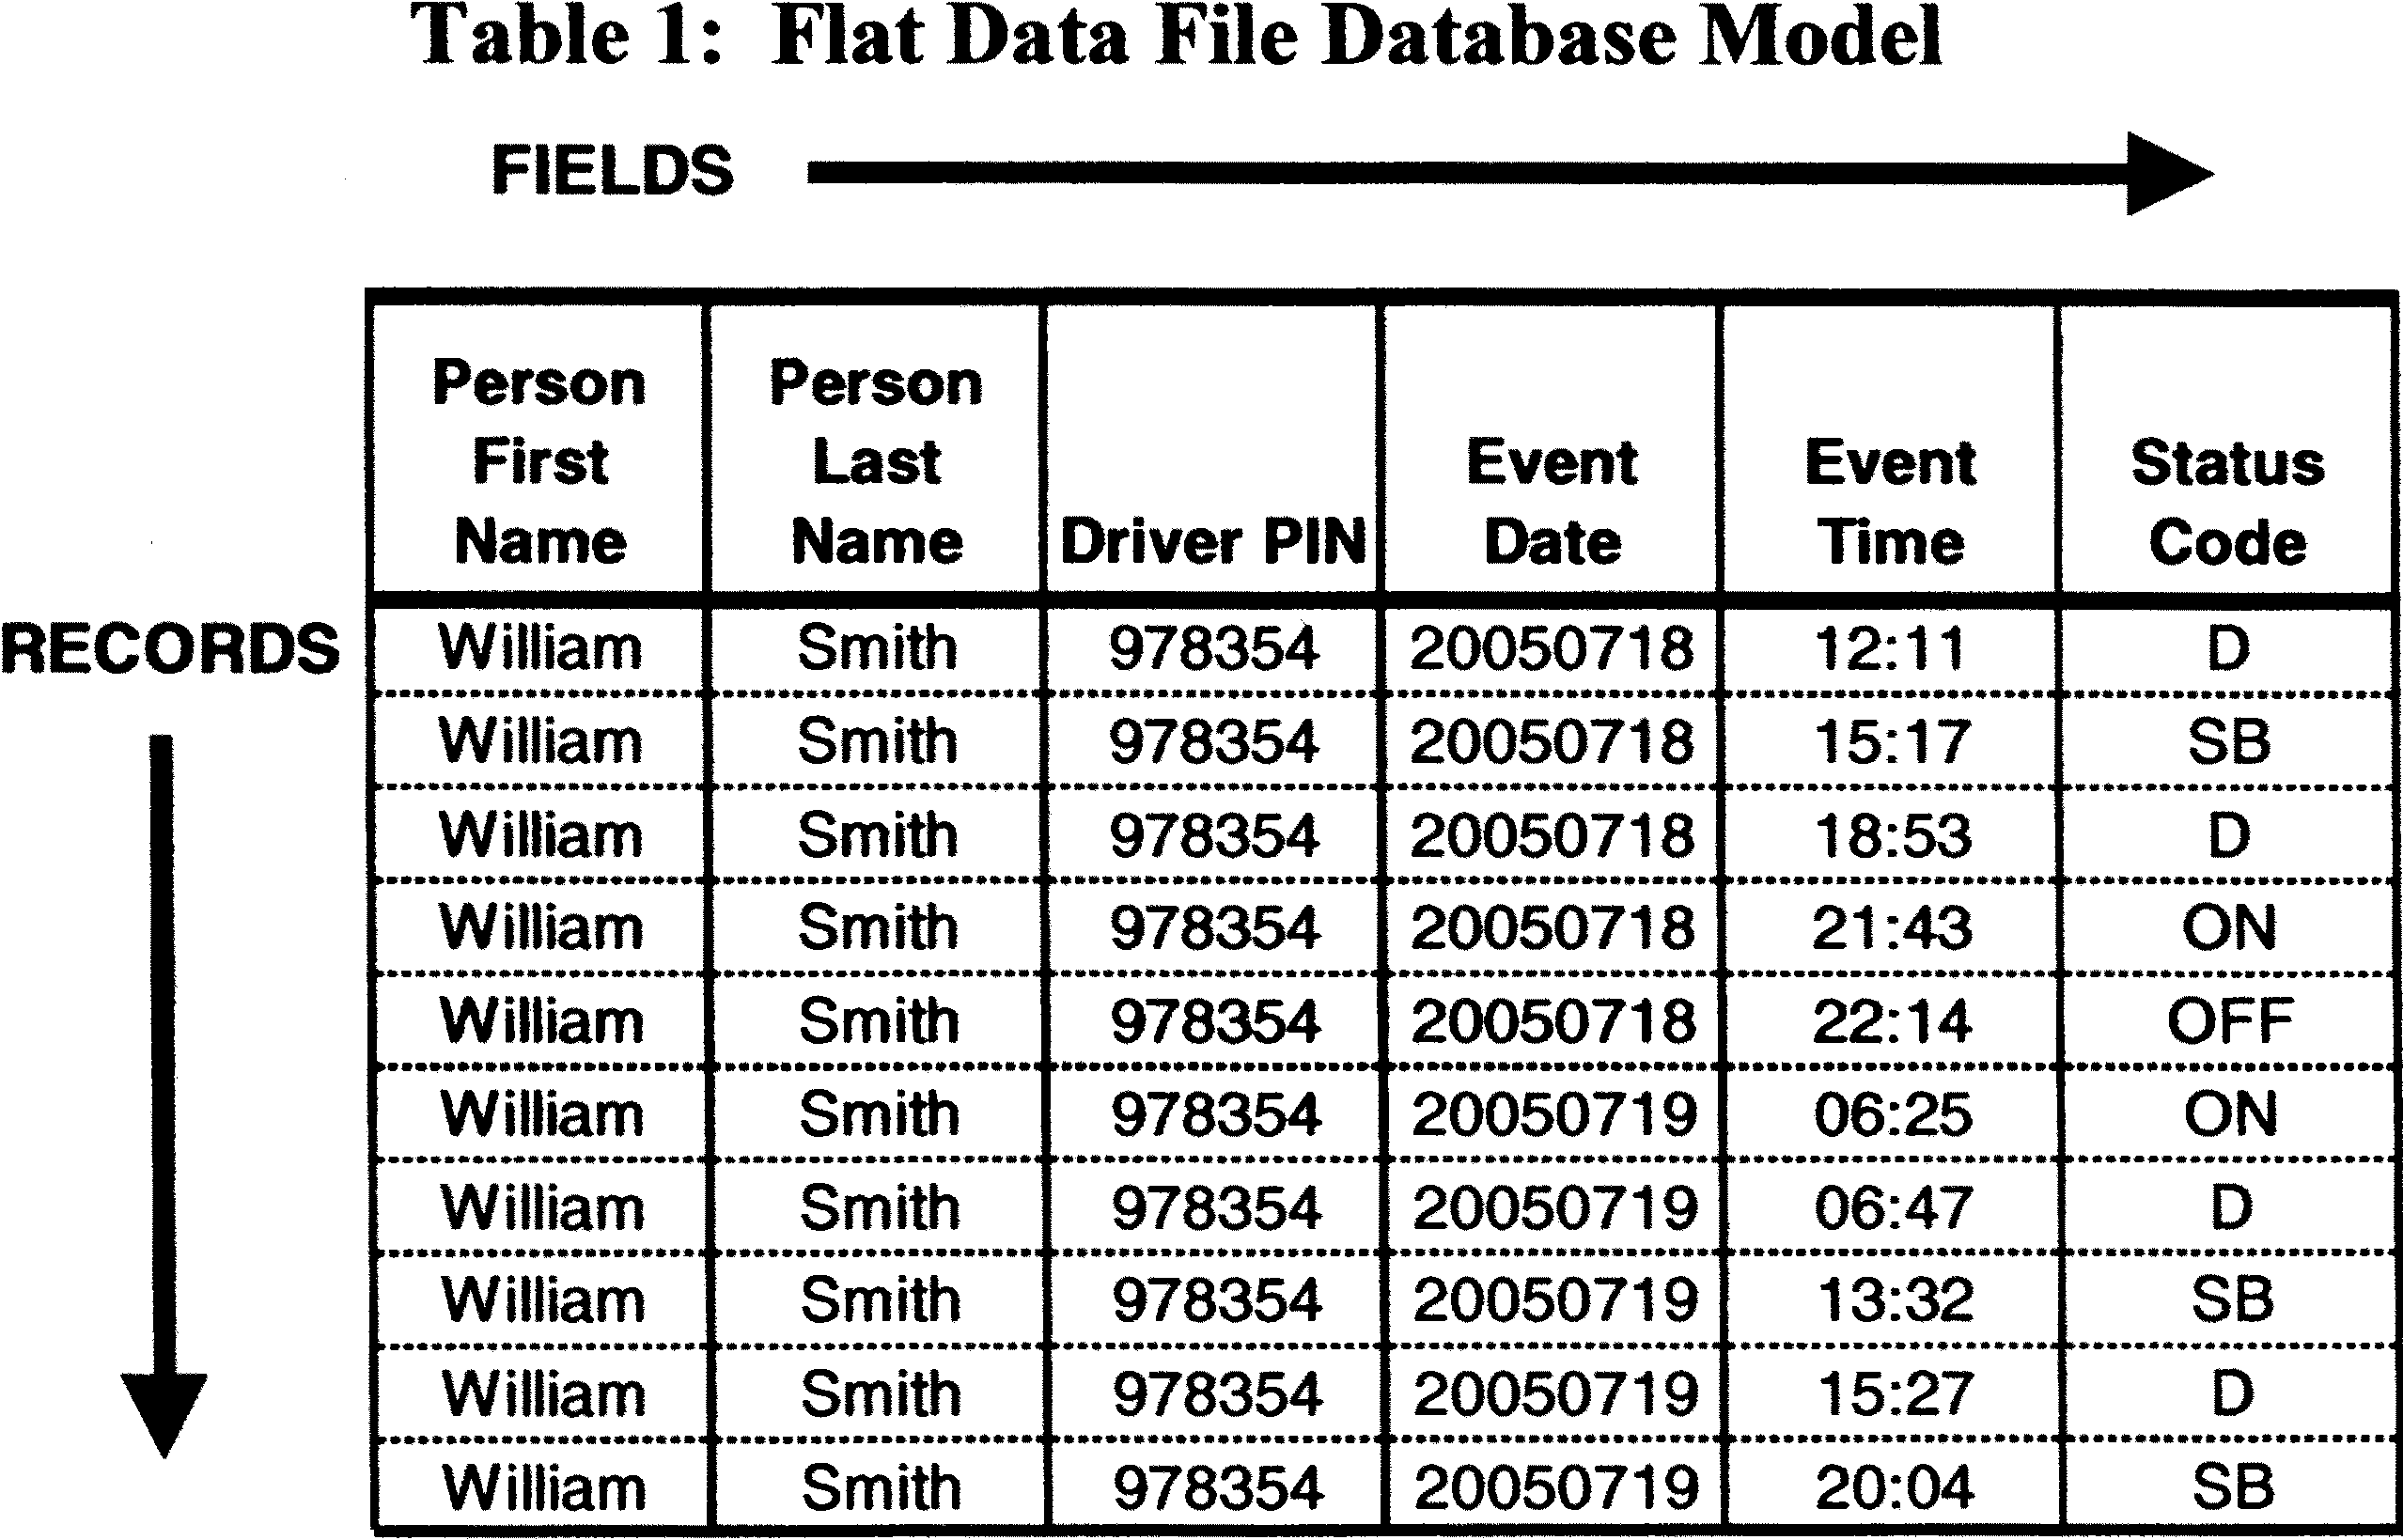 Table 1: Flat Data File Database Model
FIELDS
Person First Name Person Last Name Driver PIN Event Date Event Time Status Code
RECORDS
William Smith 978354 20050718 12:11 D
William Smith 978354 20050718 15:17 SB
William Smith 978354 20050718 18:53 D
William Smith 978354 20050718 21:43 ON
William Smith 978354 20050718 22:14 OFF
William Smith 978354 20050719 06:25 ON
William Smith 978354 20050719 06:47 D
William Smith 978354 20050719 13:32 SB
William Smith 978354 20050719 15:27 D
William Smith 978354 20050719 20:04 SB